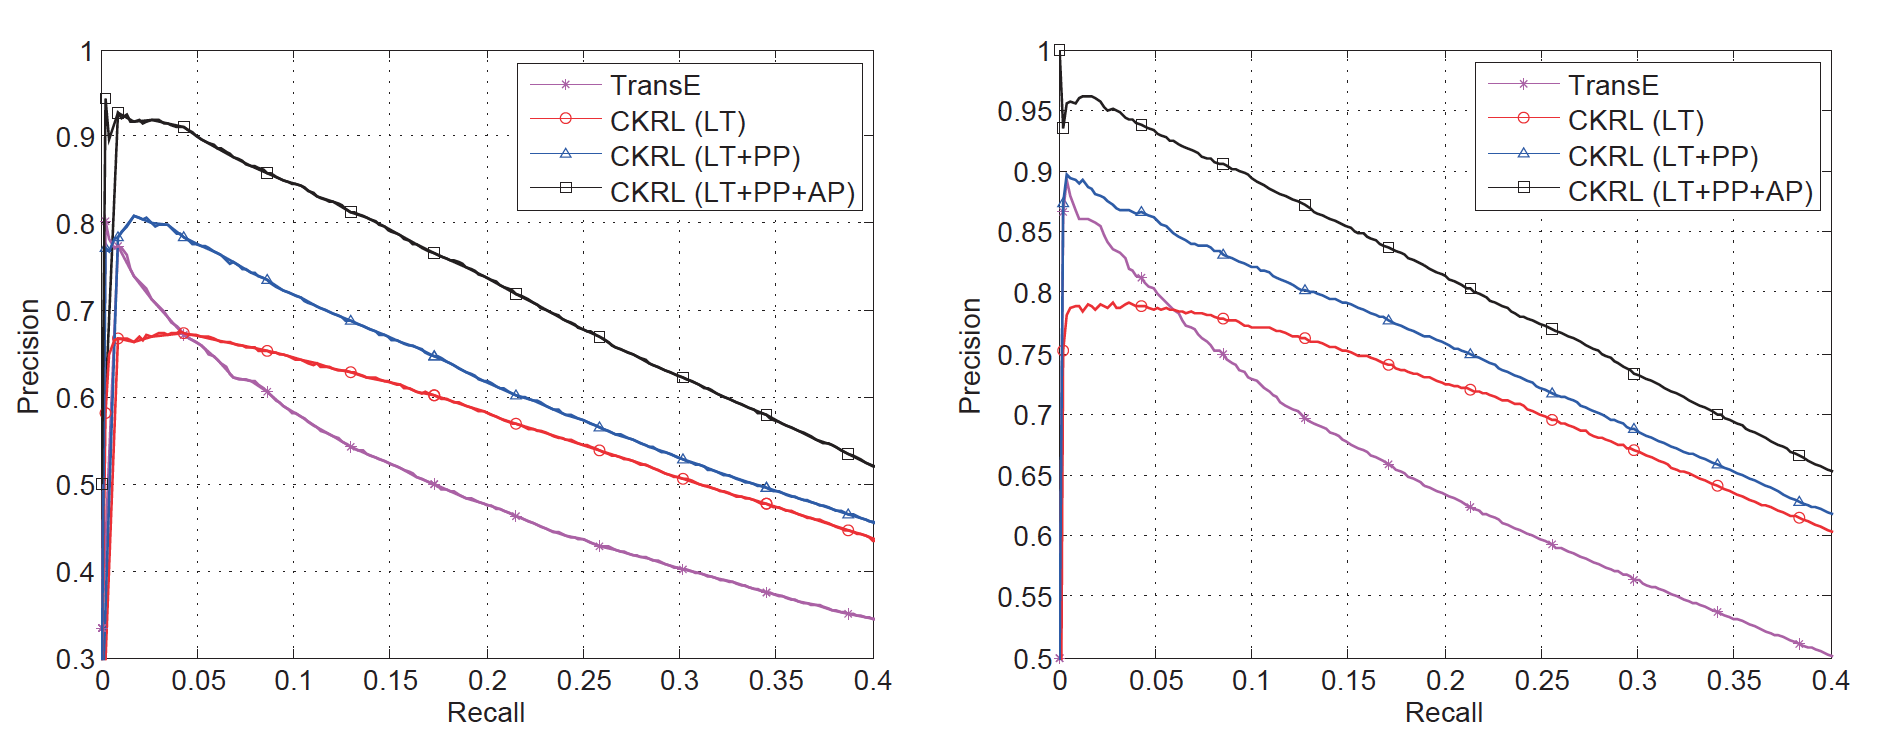 1
0.9
0.8
0.7
0.6
0.5
0.4
0.3
Precision
TransE
CKRL (LT)
CKRL (LT+PP)
CKRL (LT+PP+AP)
0 0.05 0.1 0.15 0.2 0.25 0.3 0.35 0.4
Recall
1
0.95
0.9
0.85
0.8
0.75
0.7
0.65
0.6
0.55
0.5
Precision
TransE
CKRL (LT)
CKRL (LT+PP)
CKRL (LT+PP+AP)
0 0.05 0.1 0.15 0.2 0.25 0.3 0.35 0.4
Recall